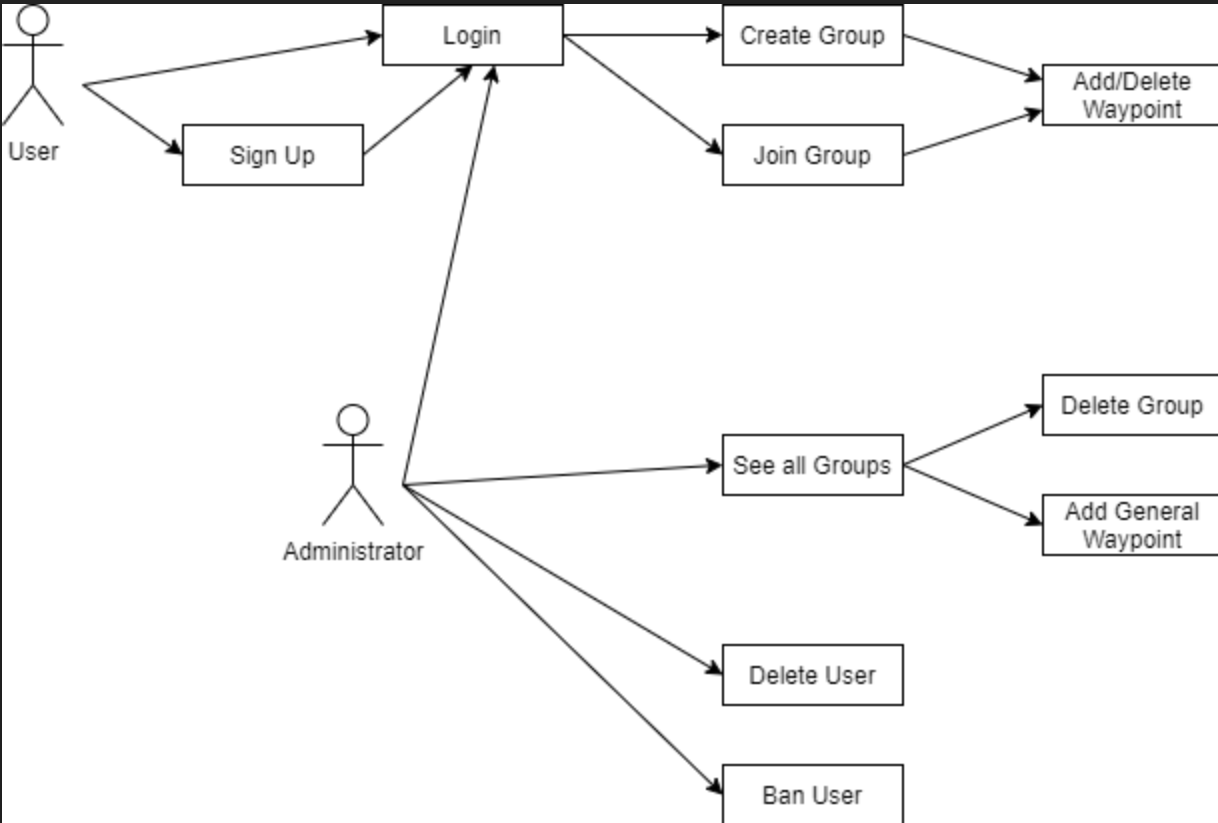 Login
Create Group
Add/Delete
Waypoint
User
Sign Up
Join Group
Delete Group
See all Groups
Add General
Waypoint
Administrator
Delete User
Ban User